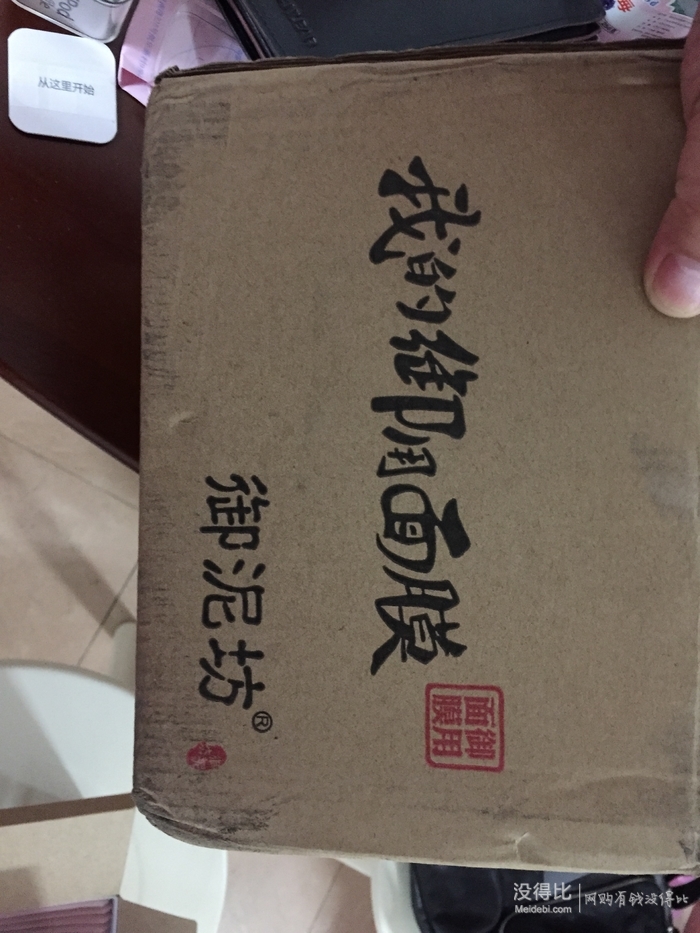 从这里开始
我的御用面膜
御用
面膜
御泥坊®
没得比
Meidebi.com
网购有钱没得比